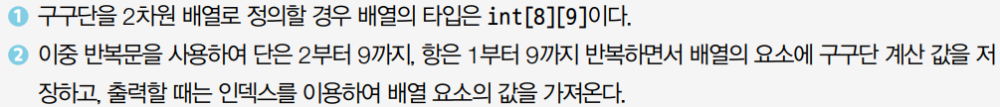 ❶ 구구단을 2차원 배열로 정의할 경우 배열의 타입은 int[8][9]이다.
❷ 이중 반복문을 사용하여 단은 2부터 9까지, 항은 1부터 9까지 반복하면서 배열의 요소에 구구단 계산 값을 저
장하고, 출력할 때는 인덱스를 이용하여 배열 요소의 값을 가져온다.